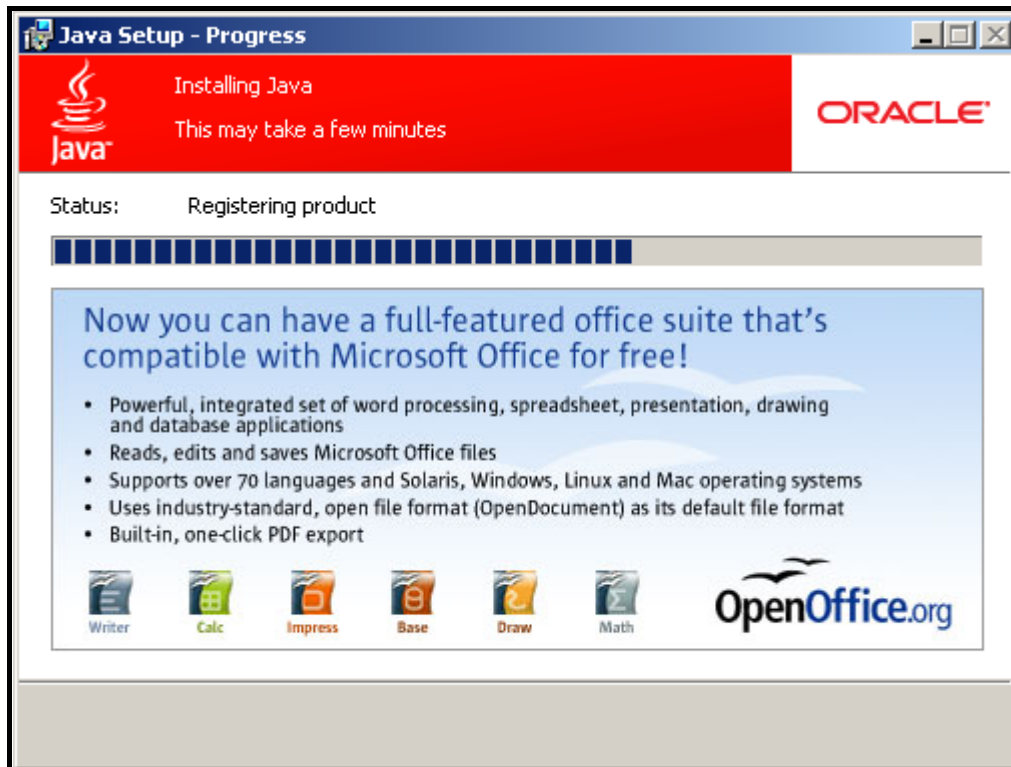 Java Setup - Progress
Installing Java
This may take a few minutes
Java™
ORACLE®
Status: Registering product
Now you can have a full-featured office suite that's
compatible with Microsoft Office for free!
• Powerful, integrated set of word processing, spreadsheet, presentation, drawing
and database applications
• Reads, edits and saves Microsoft Office files
• Supports over 70 languages and Solaris, Windows, Linux and Mac operating systems
• Uses industry-standard, open file format (OpenDocument) as its default file format
• Built-in, one-click PDF export
Writer Calc Impress Base Draw Math
OpenOffice.org